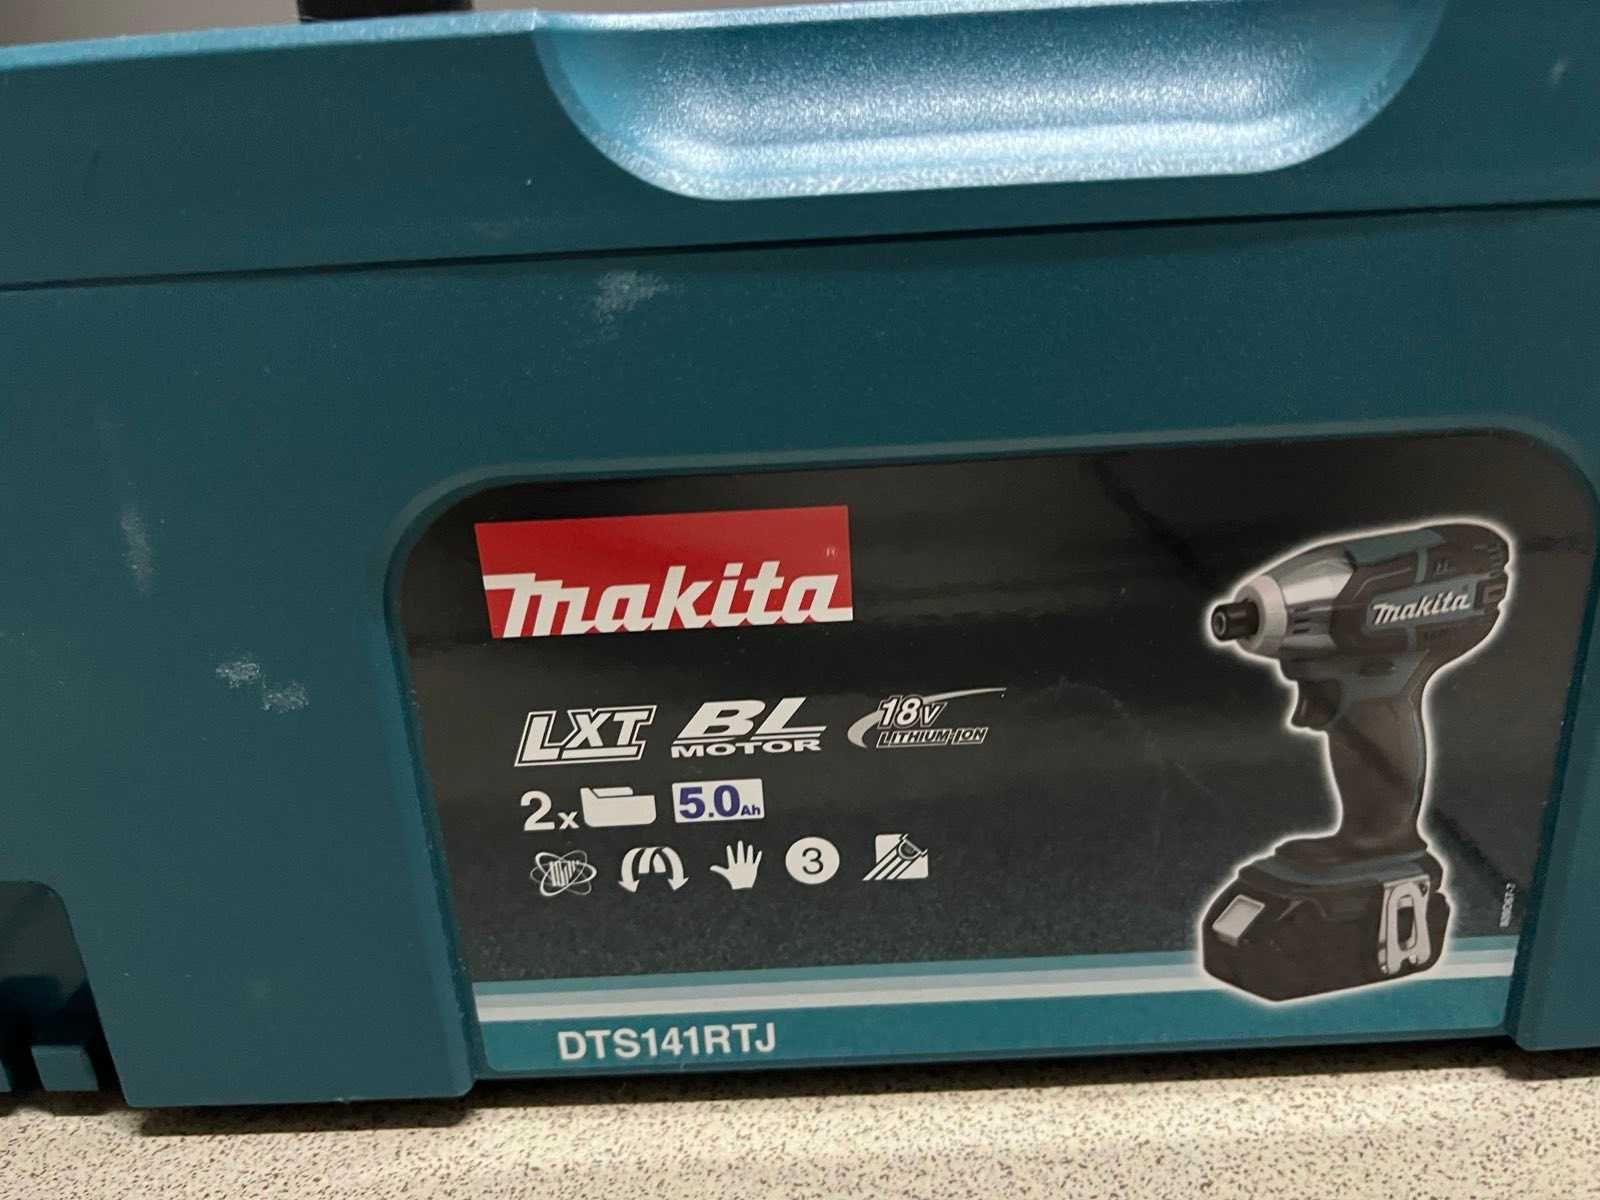 makita
makita
LXT BL MOTOR 18V LITHIUM-ION
2x 5.0Ah
3
DTS141RTJ